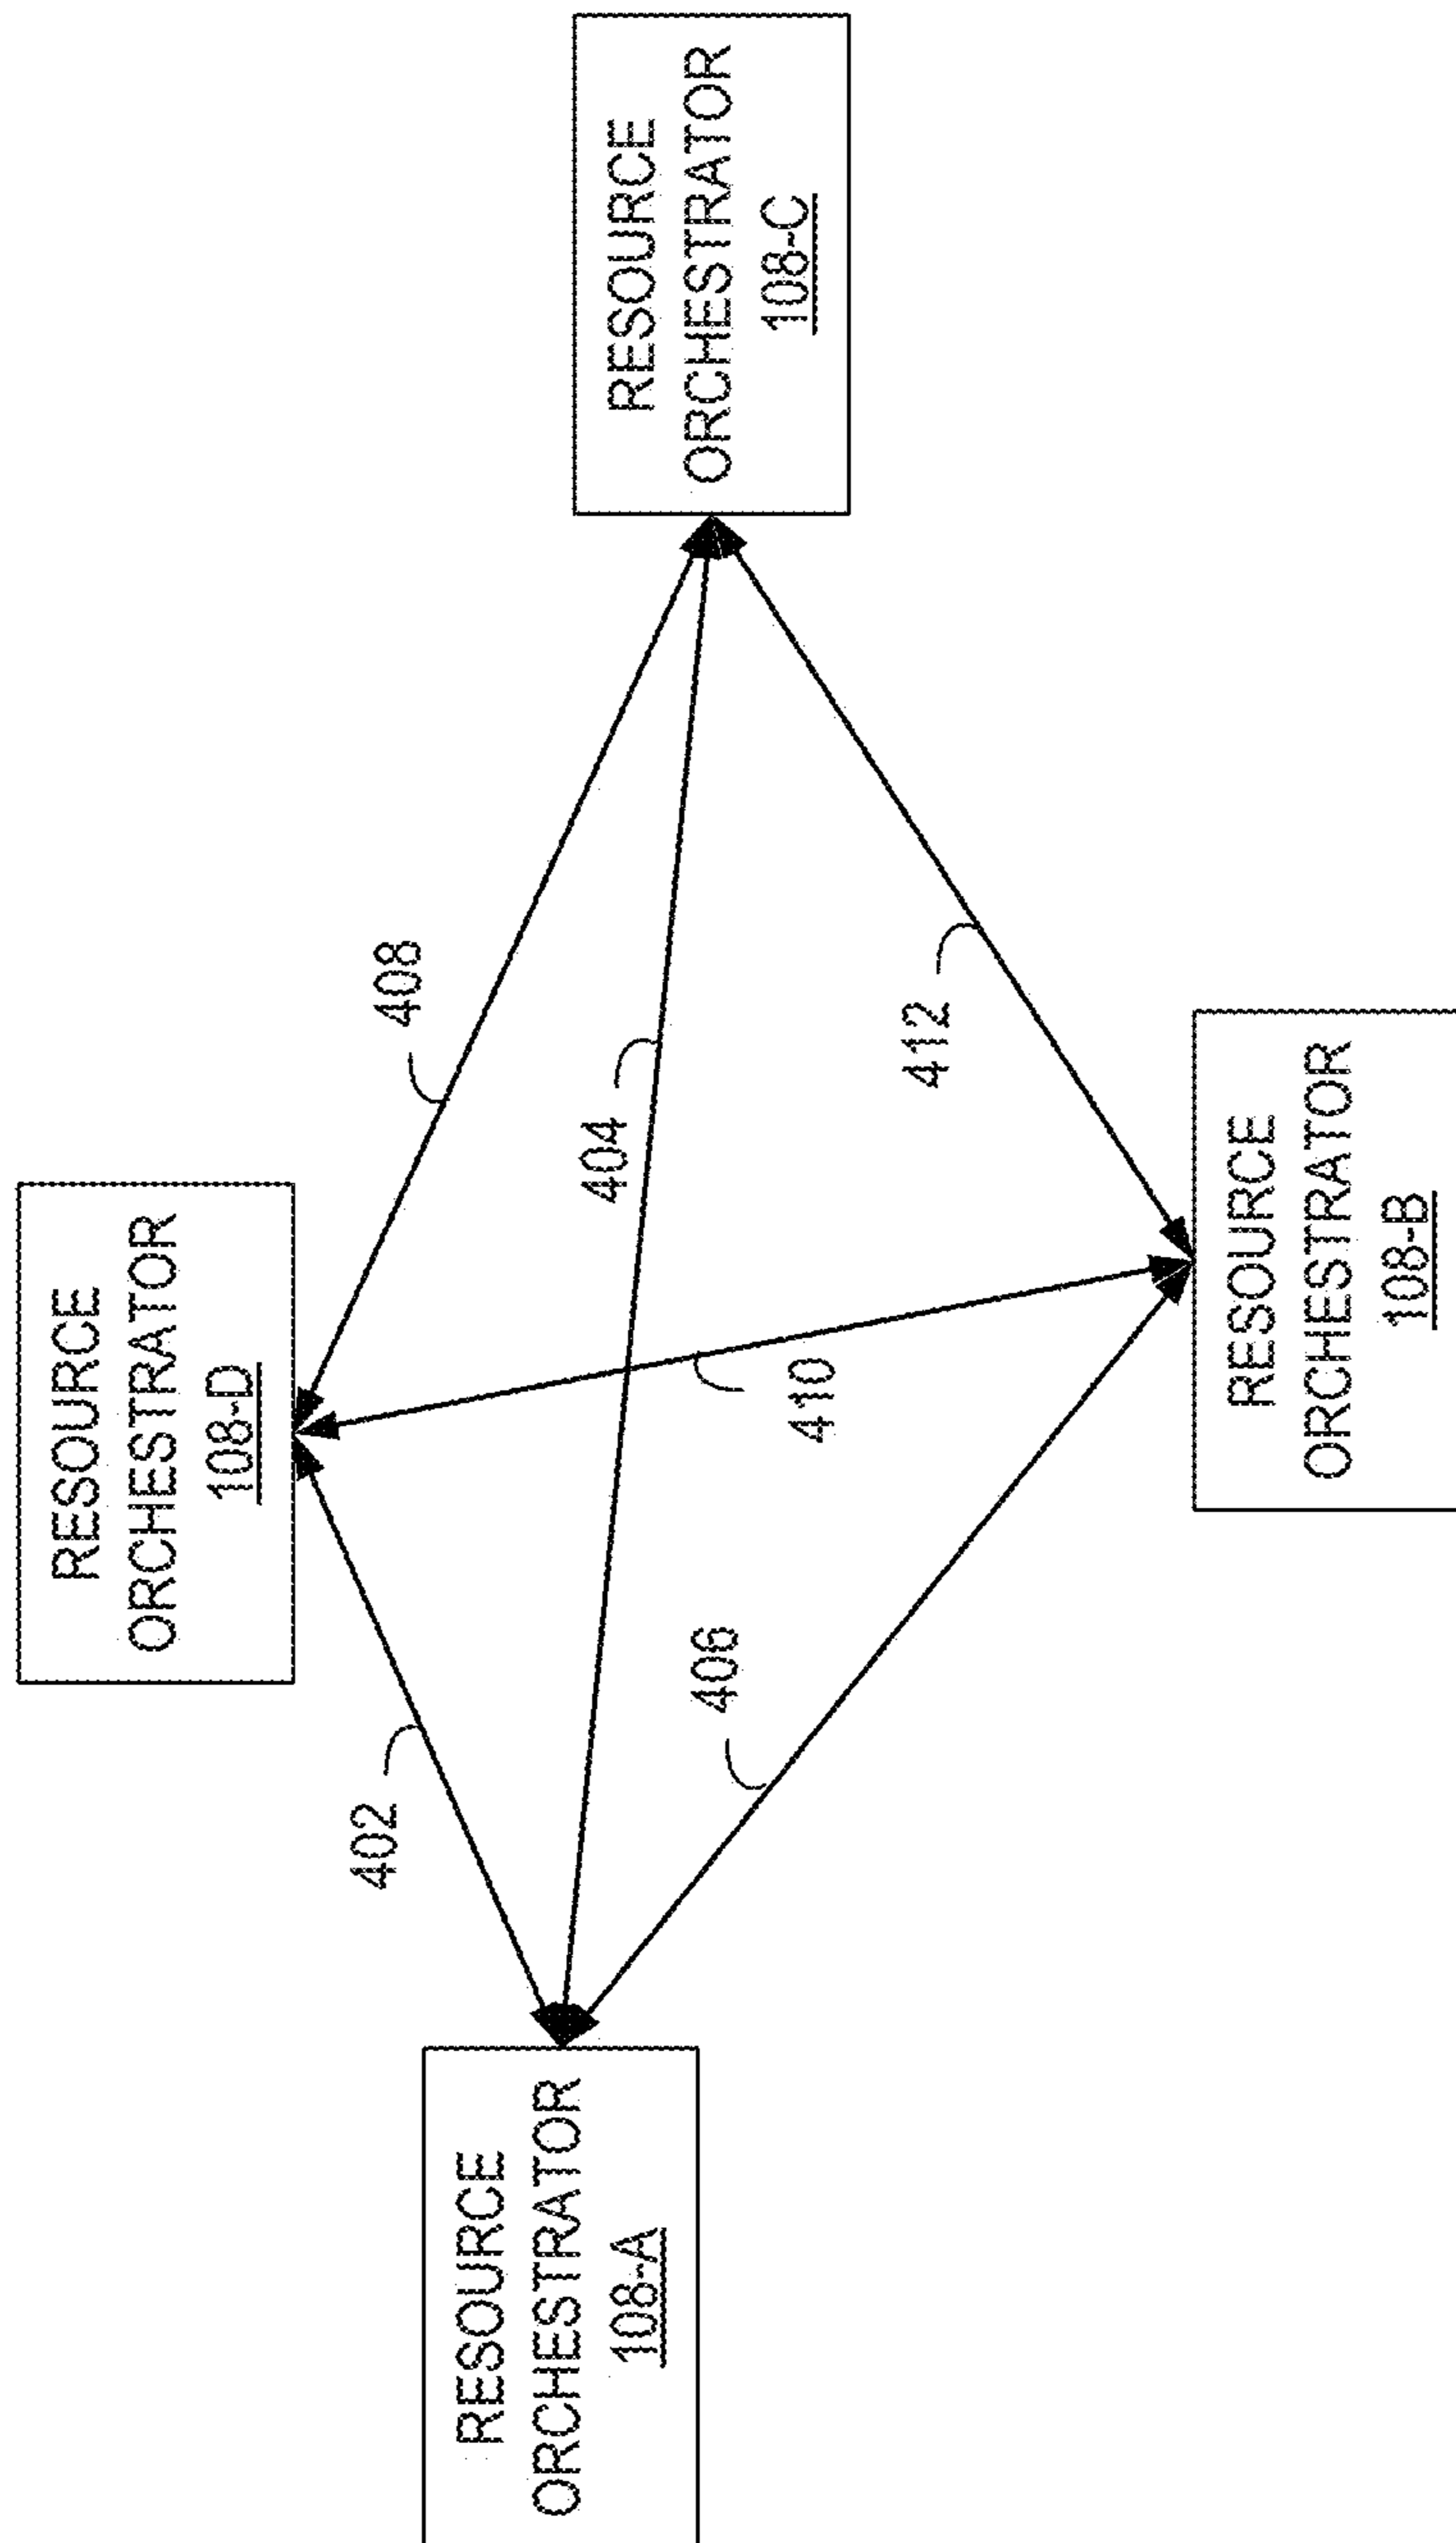 RESOURCE
ORCHESTRATOR
108-D
402
408
RESOURCE
ORCHESTRATOR
108-A
404
RESOURCE
ORCHESTRATOR
108-C
406
410
412
RESOURCE
ORCHESTRATOR
108-B